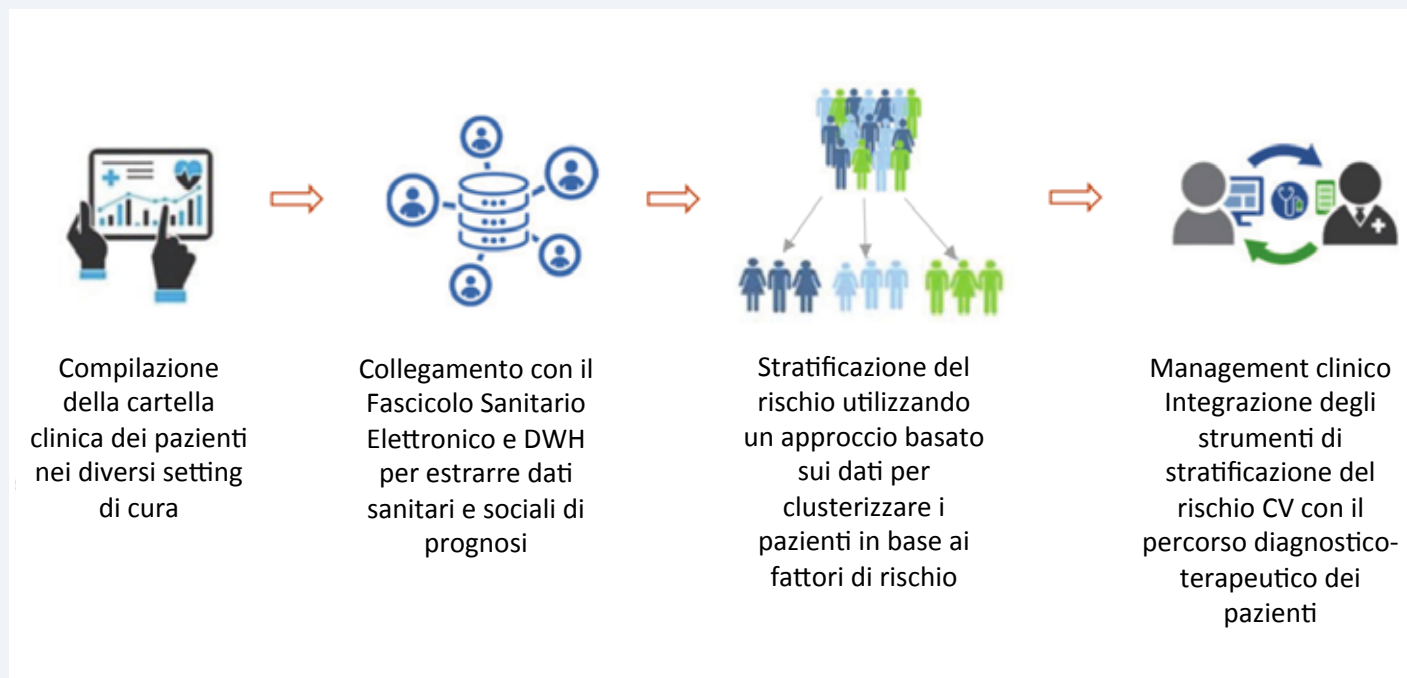 Compilazione
della cartella
clinica dei pazienti
nei diversi setting
di cura
Collegamento con il
Fascicolo Sanitario
Elettronico e DWH
per estrarre dati
sanitari e sociali di
prognosi
Stratificazione del
rischio utilizzando
un approccio basato
sui dati per
clusterizzare i
pazienti in base ai
fattori di rischio
Management clinico
Integrazione degli
strumenti di
stratificazione del
rischio CV con il
percorso diagnostico-
terapeutico dei
pazienti